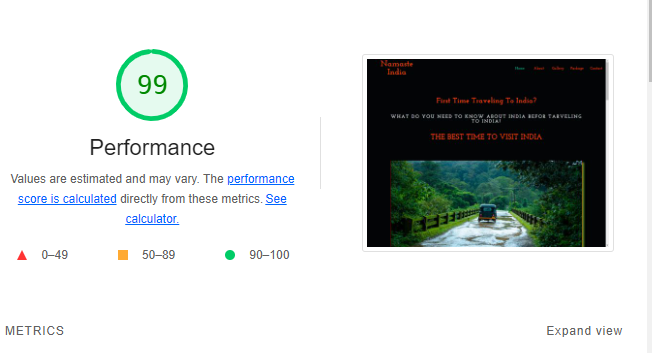 99
Performance
Values are estimated and may vary. The performance
score is calculated directly from these metrics. See
calculator.
0–49
50–89
90–100
Namaste
India
Home About Gallery Packages Contact
First Time Traveling To India?
WHAT DO YOU NEED TO KNOW ABOUT INDIA BEFOR TARVELING
TO INDIA?
THE BEST TIME TO VISIT INDIA
METRICS
Expand view